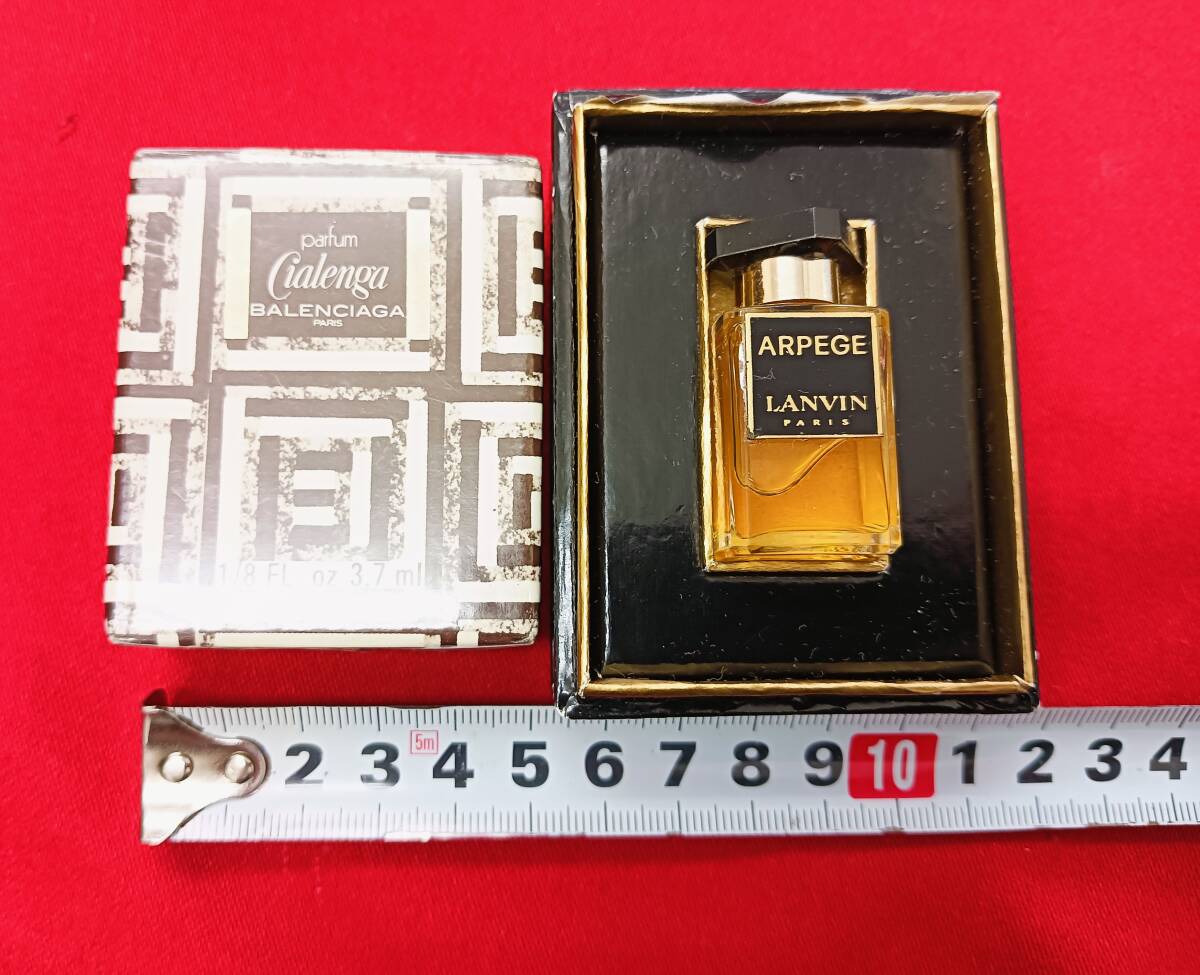 parfum
Cialenga
BALENCIAGA
PARIS
1/8 FL. oz 3.7 ml
ARPEGE
LANVIN
PARIS
2 3 5m 4 5 6 7 8 9 10 1 2 3 4